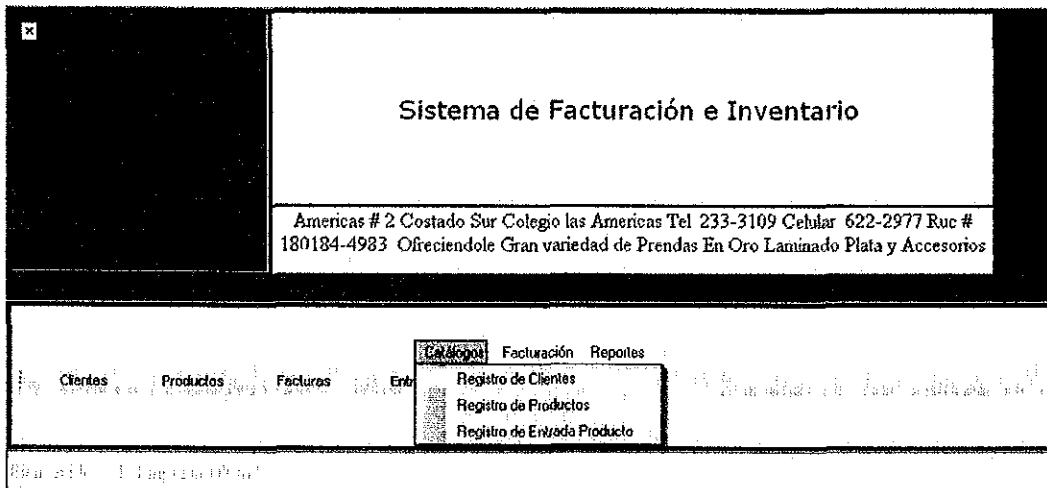 Sistema de Facturación e Inventario
Americas # 2 Costado Sur Colegio las Americas Tel 233-3109 Celular 622-2977 Ruc #
180184-4983 Ofreciendole Gran variedad de Prendas En Oro Laminado Plata y Accesorios
Catálogos Facturación Reportes
Clientes Productos Facturas Entr
Registro de Clientes
Registro de Productos
Registro de Entrada Producto